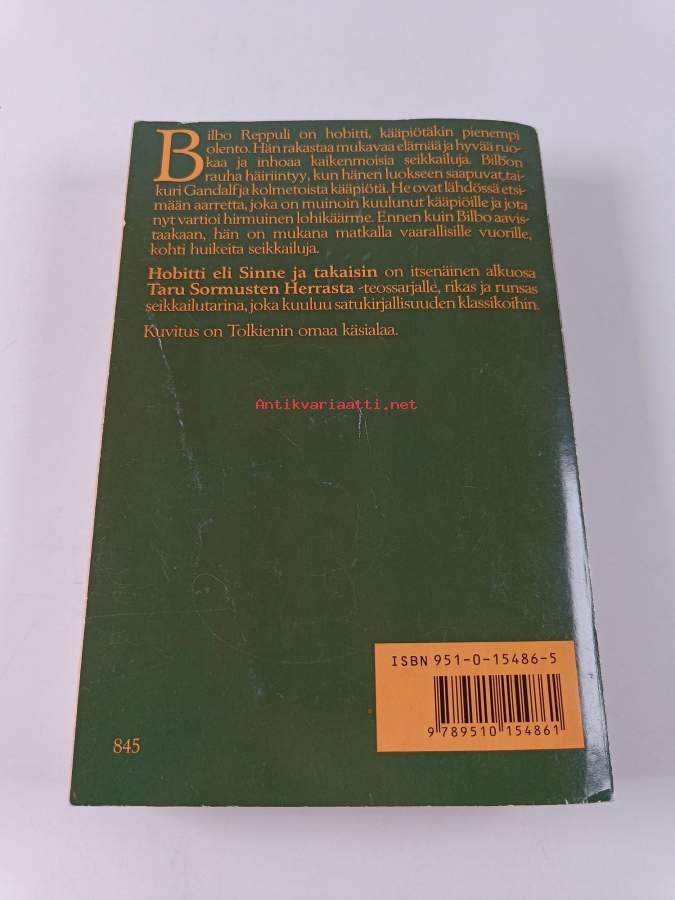 Bilbo Reppuli on hobitti, kääpiötäkin pienempi
olento. Hän rakastaa mukavaa elämää ja hyvää ruo-
kaa ja inhoaa kaikenmoisia seikkailuja. Bilbon
rauha häiriintyy, kun hänen luokseen saapuvat tai-
kuri Gandalf ja kolmetoista kääpiötä. He ovat lähdössä etsi-
mään aarretta, joka on muinoin kuulunut kääpiöille ja jota
nyt vartioi hirmuinen lohikäärme. Ennen kuin Bilbo aavis-
taakaan, hän on mukana matkalla vaarallisille vuorille,
kohti huikeita seikkailuja.
Hobitti eli Sinne ja takaisin on itsenäinen alkuosa
Taru Sormusten Herrasta -teossarjalle, rikas ja runsas
seikkailutarina, joka kuuluu satukirjallisuuden klassikoihin.
Kuvitus on Tolkienin omaa käsialaa.
Antikvariaatti.net
ISBN 951-0-15486-5
9 789510 154861
845